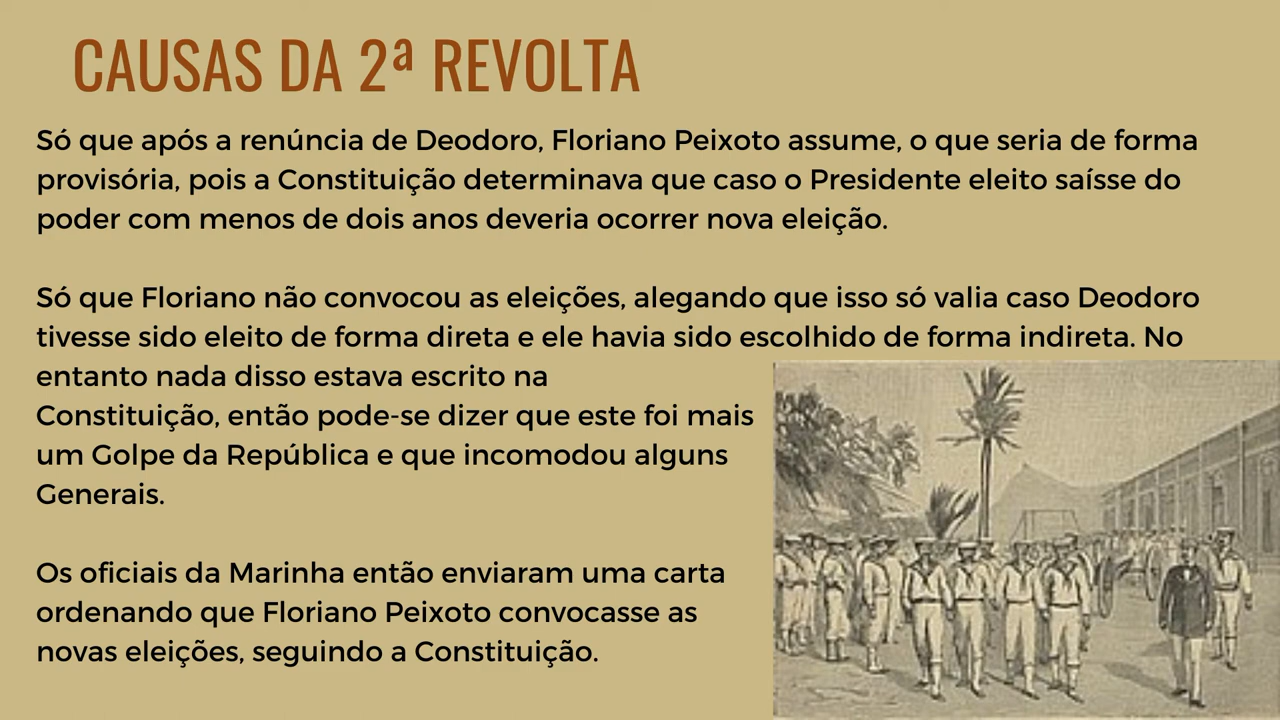 CAUSAS DA 2ª REVOLTA
Só que após a renúncia de Deodoro, Floriano Peixoto assume, o que seria de forma
provisória, pois a Constituição determinava que caso o Presidente eleito saísse do
poder com menos de dois anos deveria ocorrer nova eleição.
Só que Floriano não convocou as eleições, alegando que isso só valia caso Deodoro
tivesse sido eleito de forma direta e ele havia sido escolhido de forma indireta. No
entanto nada disso estava escrito na
Constituição, então pode-se dizer que este foi mais
um Golpe da República e que incomodou alguns
Generais.
Os oficiais da Marinha então enviaram uma carta
ordenando que Floriano Peixoto convocasse as
novas eleições, seguindo a Constituição.